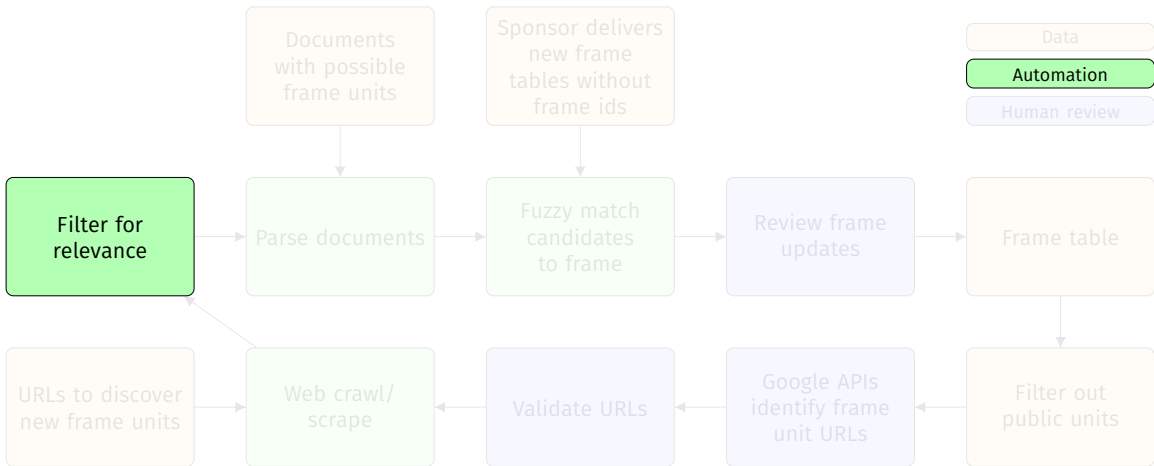 Documents
with possible
frame units
Sponsor delivers
new frame
tables without
frame ids
Data
Automation
Human review
Filter for
relevance
Parse documents
Fuzzy match
candidates
to frame
Review frame
updates
Frame table
URLs to discover
new frame units
Web crawl/
scrape
Validate URLs
Google APIs
identify frame
unit URLs
Filter out
public units